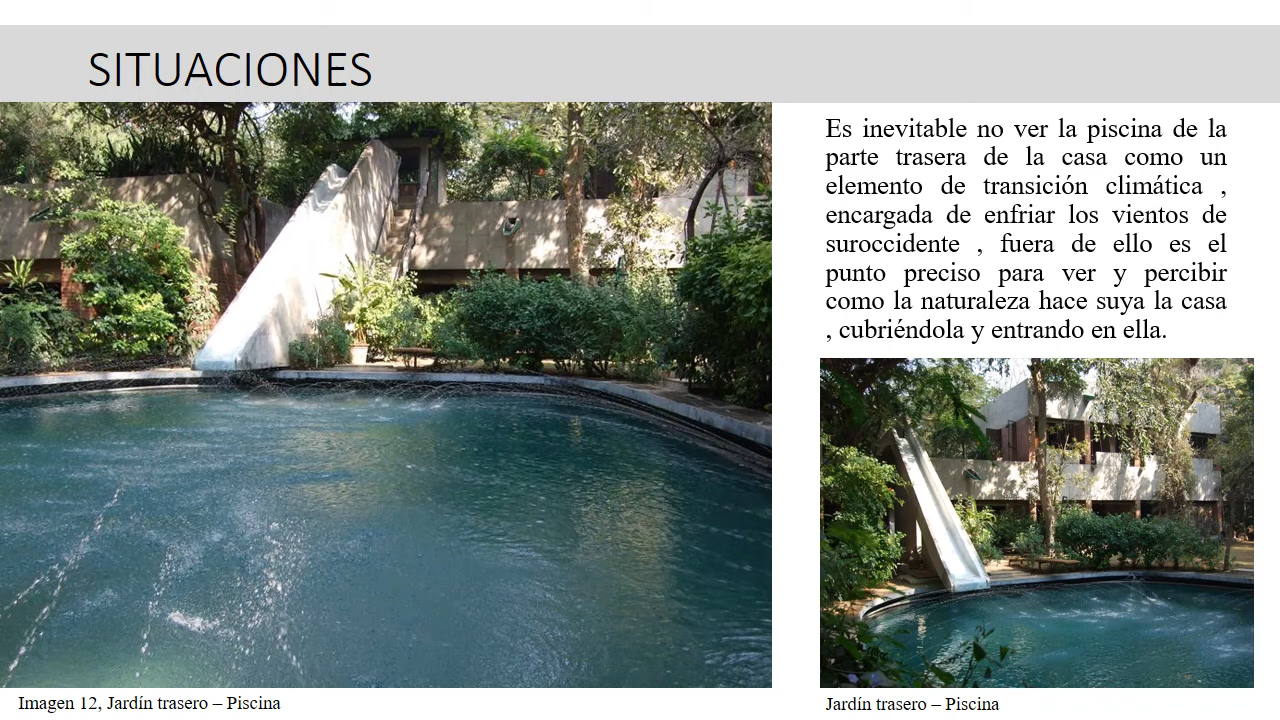 SITUACIONES
Es inevitable no ver la piscina de la
parte trasera de la casa como un
elemento de transición climática ,
encargada de enfriar los vientos de
suroccidente , fuera de ello es el
punto preciso para ver y percibir
como la naturaleza hace suya la casa
, cubriéndola y entrando en ella.
Imagen 12, Jardín trasero – Piscina
Jardín trasero – Piscina